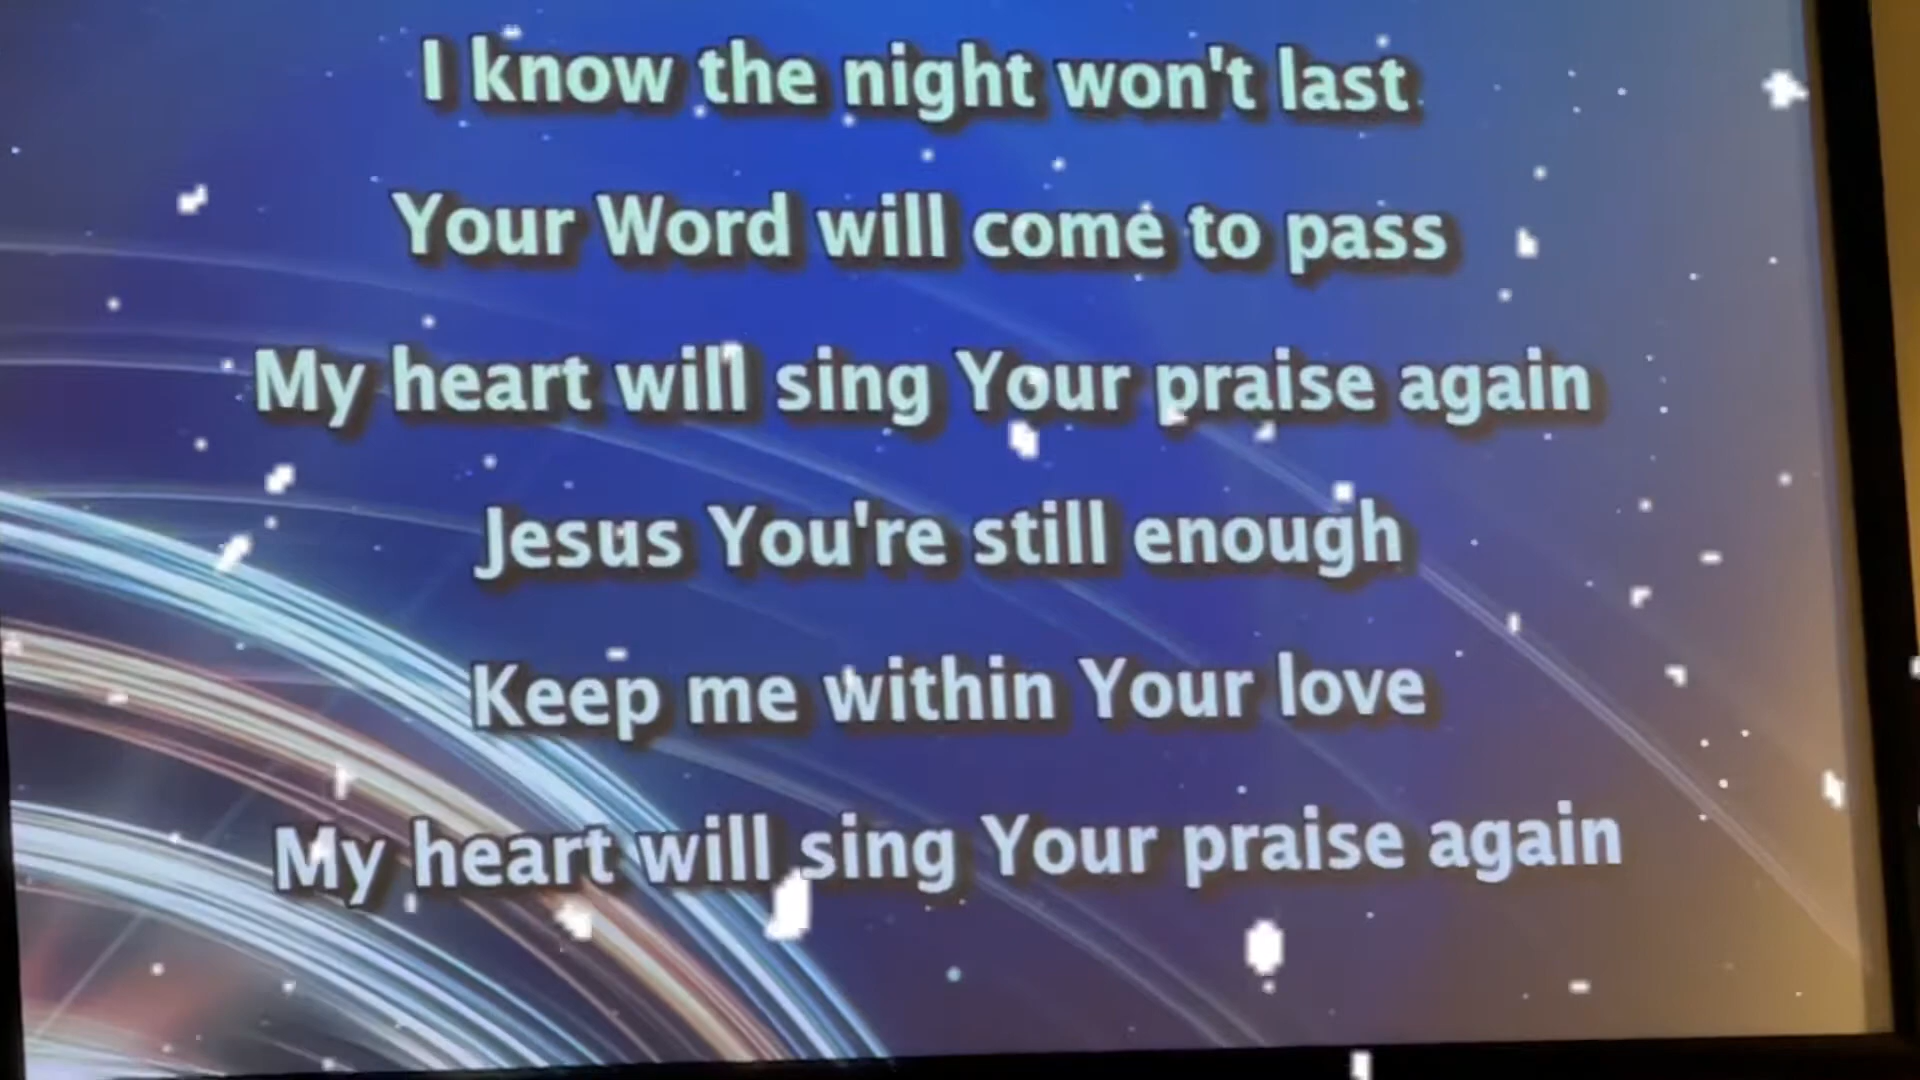 I know the night won't last
Your Word will come to pass
My heart will sing Your praise again
Jesus You're still enough
Keep me within Your love
My heart will sing Your praise again